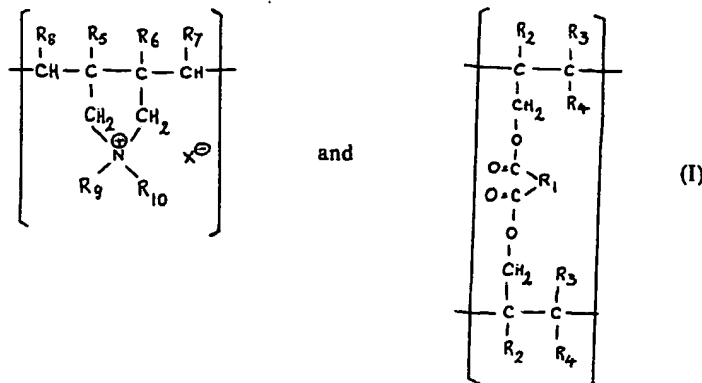 R₈ R₅ R₆ R₇
CH C C CH
CH₂ CH₂
⊕
N X⊖
R₉ R₁₀
and
R₂ R₃
C C
CH₂ R₄
O
O=C
R₁
O=C
O
CH₂ R₃
C C
R₂ R₄
(I)